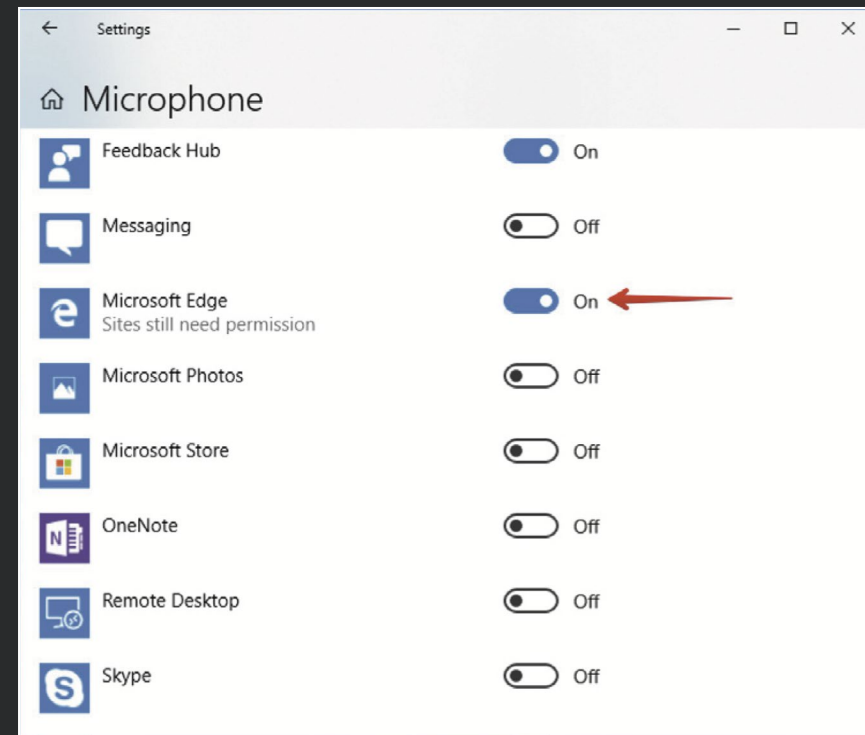 Settings
Microphone
Feedback Hub On
Messaging Off
Microsoft Edge On
Sites still need permission
Microsoft Photos Off
Microsoft Store Off
OneNote Off
N
Remote Desktop Off
Skype Off
S